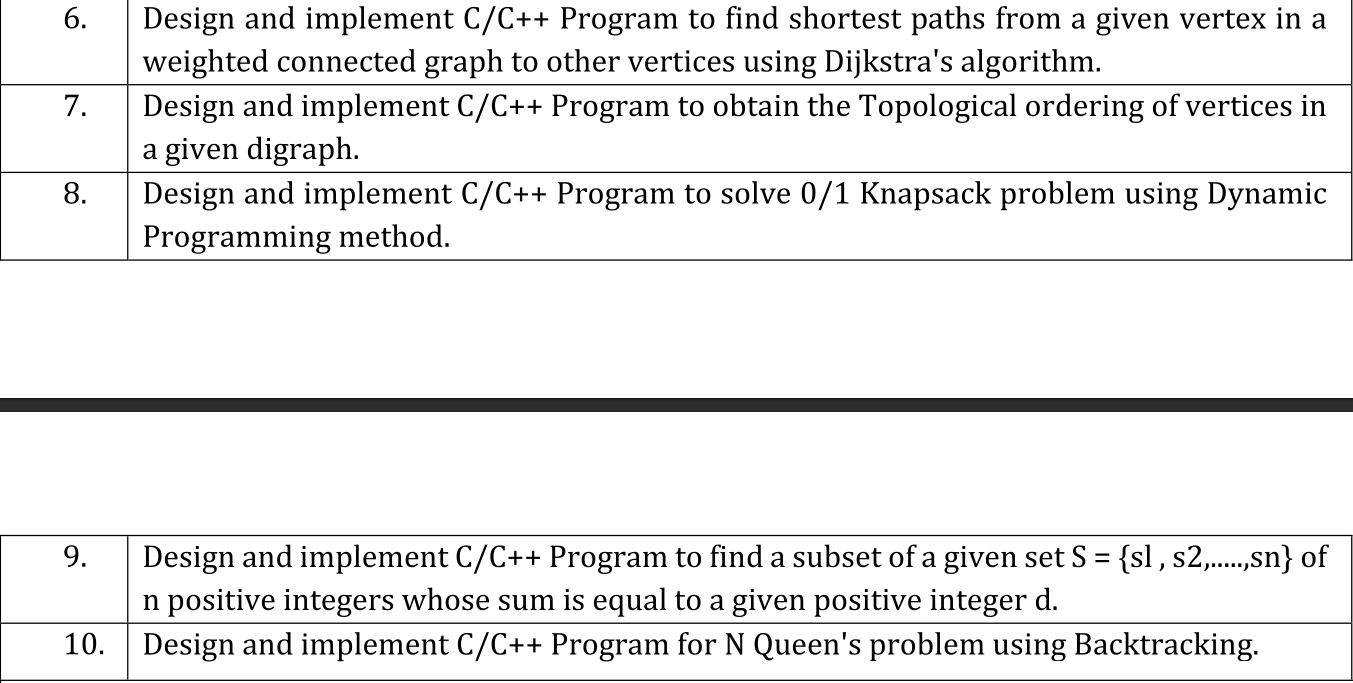 6. Design and implement C/C++ Program to find shortest paths from a given vertex in a
weighted connected graph to other vertices using Dijkstra's algorithm.
7. Design and implement C/C++ Program to obtain the Topological ordering of vertices in
a given digraph.
8. Design and implement C/C++ Program to solve 0/1 Knapsack problem using Dynamic
Programming method.
9. Design and implement C/C++ Program to find a subset of a given set S = {sl , s2,.....,sn} of
n positive integers whose sum is equal to a given positive integer d.
10. Design and implement C/C++ Program for N Queen's problem using Backtracking.